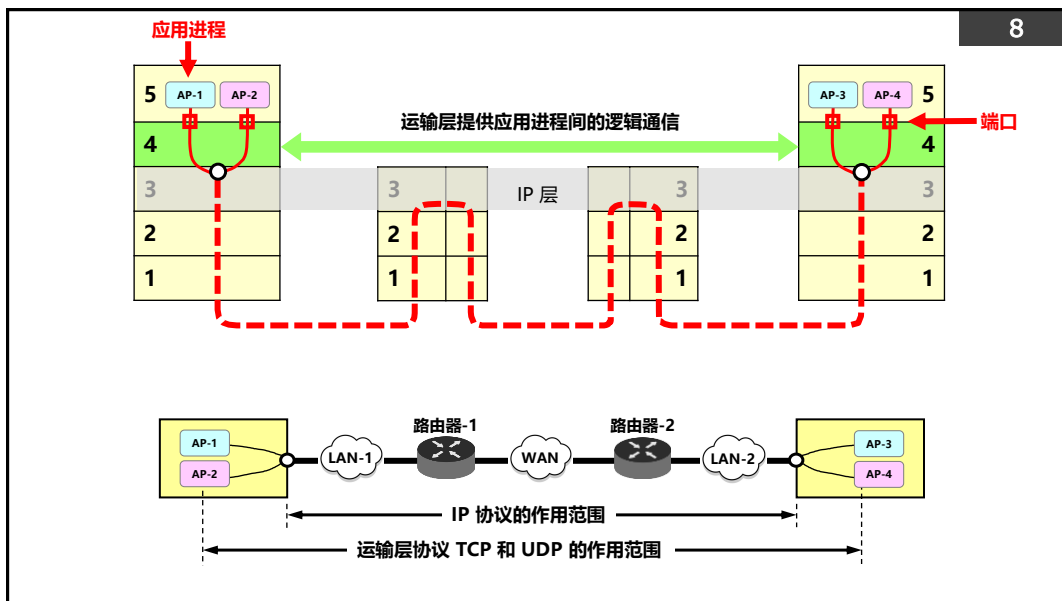 8
应用进程
5 AP-1 AP-2
AP-3 AP-4 5
运输层提供应用进程间的逻辑通信
端口
4
4
3
3
IP 层
3
3
2
2
2
2
1
1
1
1
路由器-1
路由器-2
AP-1
AP-2
LAN-1
WAN
LAN-2
AP-3
AP-4
IP 协议的作用范围
运输层协议 TCP 和 UDP 的作用范围